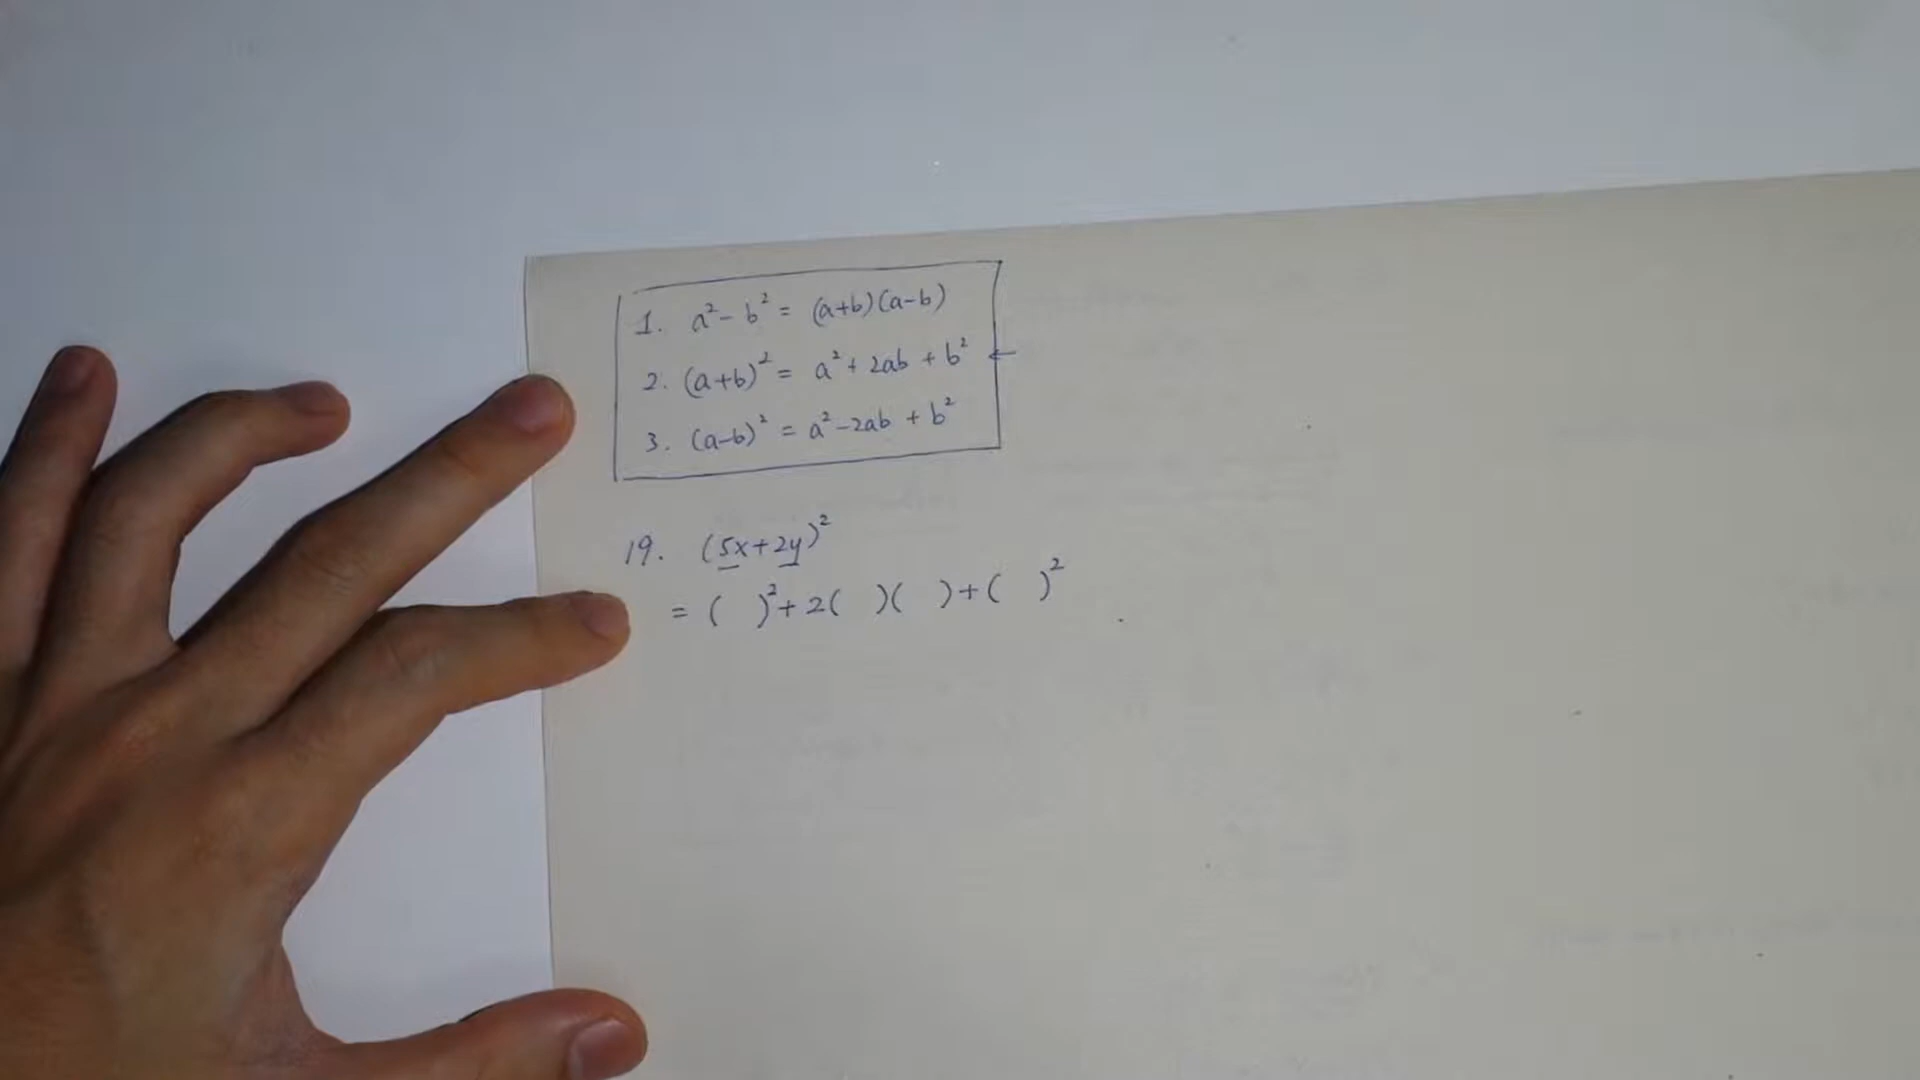 1. a² - b² = (a+b)(a-b)
2. (a+b)² = a² + 2ab + b² ←
3. (a-b)² = a² - 2ab + b²
19. (5x+2y)²
= ( )² + 2( )( ) + ( )²